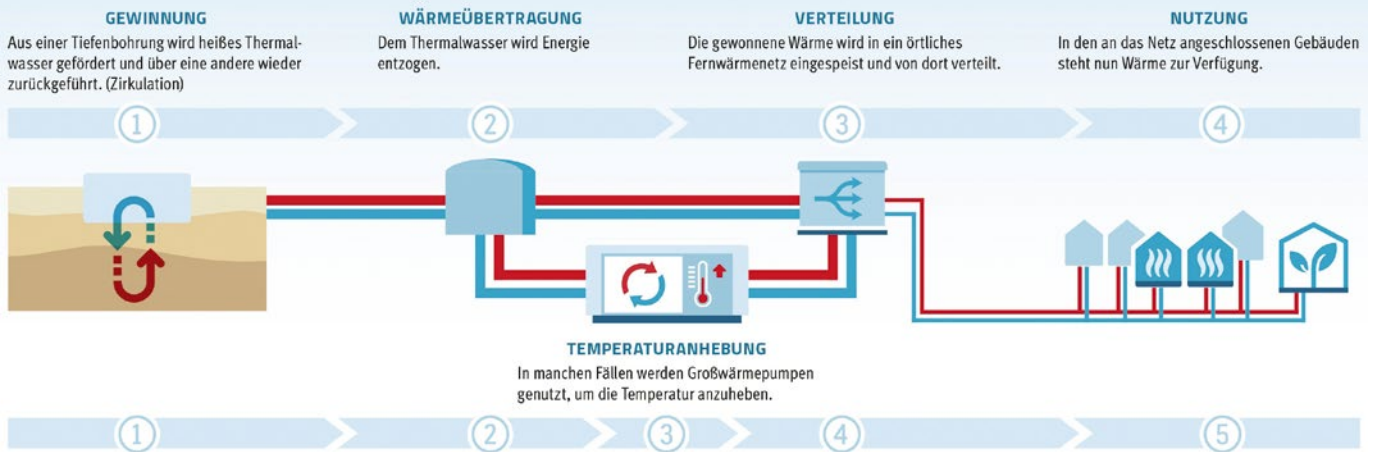 GEWINNUNG
Aus einer Tiefenbohrung wird heißes Thermal-
wasser gefördert und über eine andere wieder
zurückgeführt. (Zirkulation)
WÄRMEÜBERTRAGUNG
Dem Thermalwasser wird Energie
entzogen.
VERTEILUNG
Die gewonnene Wärme wird in ein örtliches
Fernwärmenetz eingespeist und von dort verteilt.
NUTZUNG
In den an das Netz angeschlossenen Gebäuden
steht nun Wärme zur Verfügung.
1
2
3
4
TEMPERATURANHEBUNG
In manchen Fällen werden Großwärmepumpen
genutzt, um die Temperatur anzuheben.
1
2
3
4
5